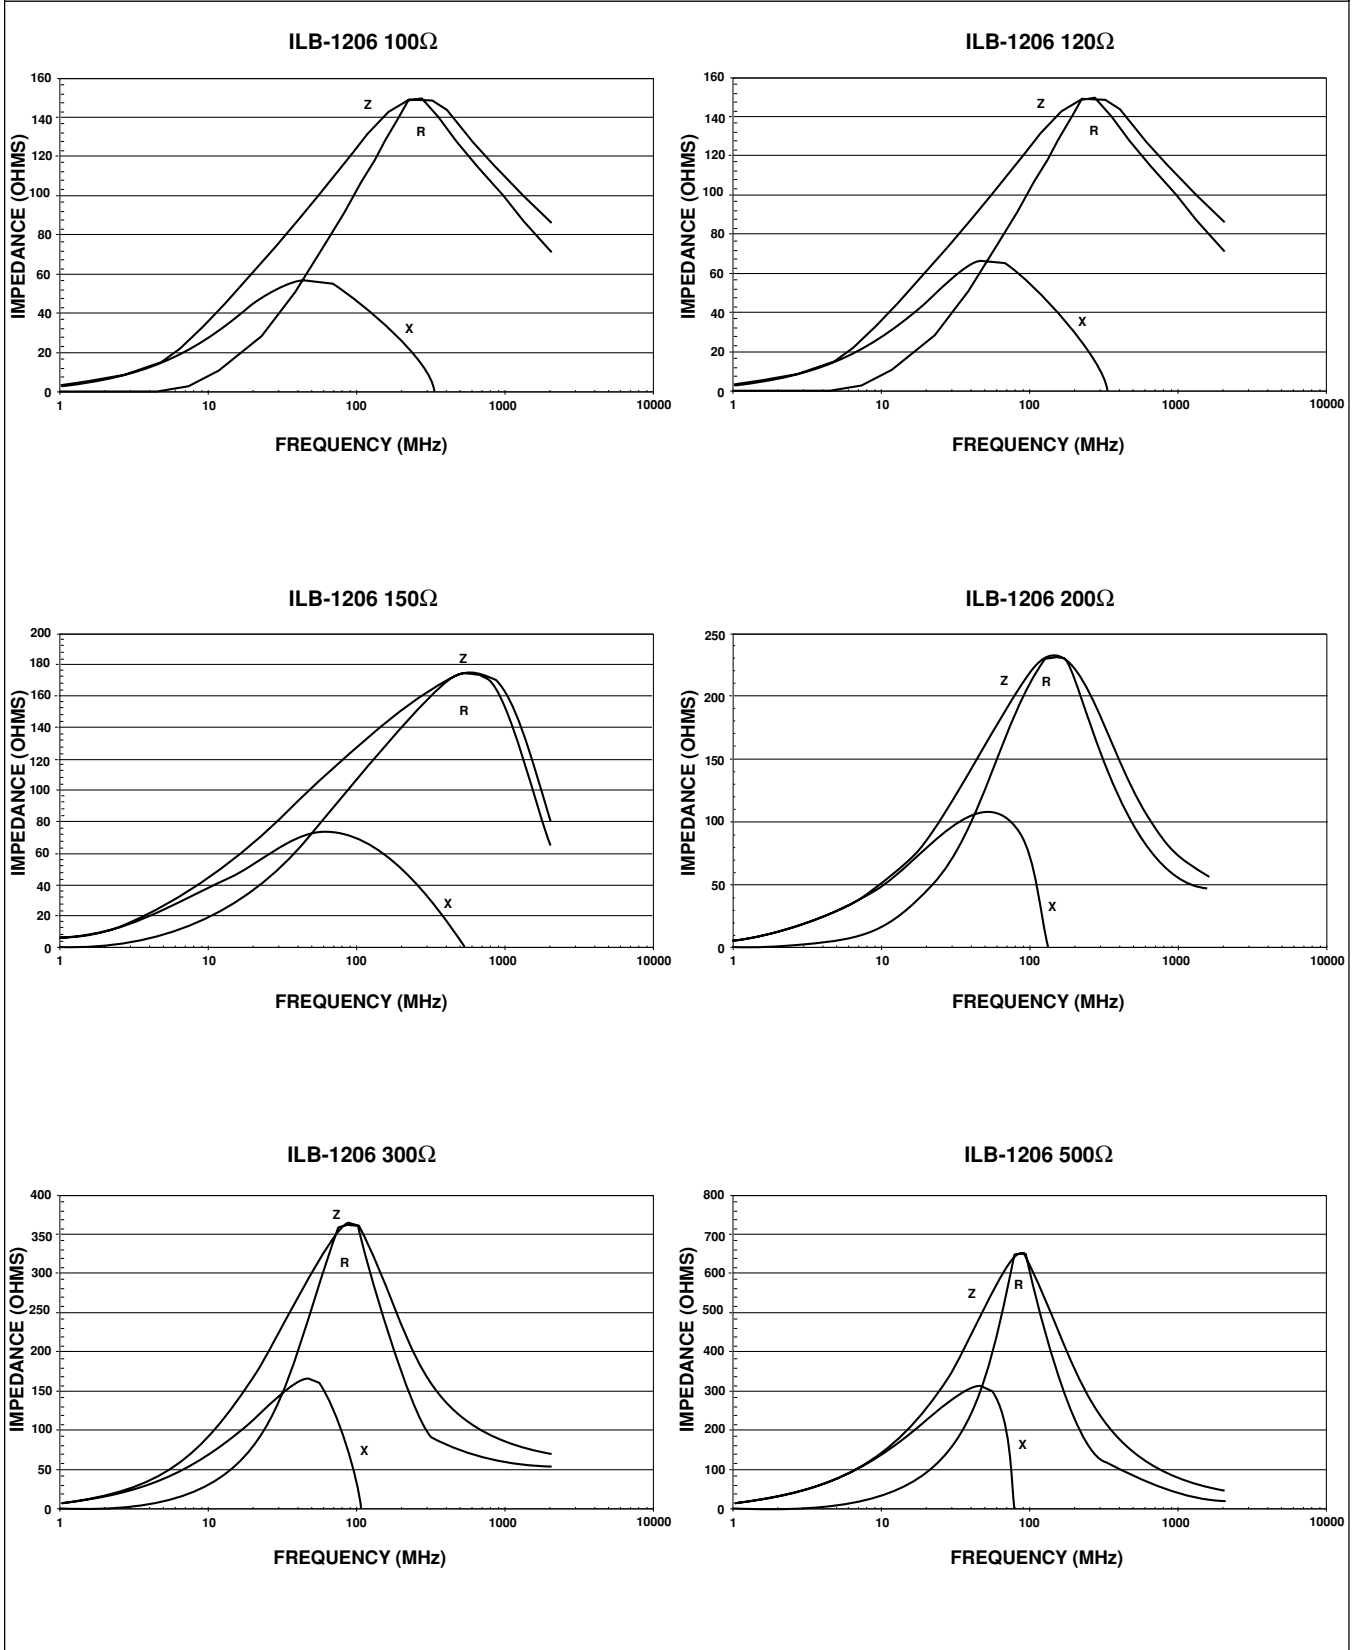 ILB-1206 100Ω
160
140
120
100
80
60
40
20
0
Z
R
X
1 10 100 1000 10000
IMPEDANCE (OHMS)
FREQUENCY (MHz)
ILB-1206 120Ω
160
140
120
100
80
60
40
20
0
Z
R
X
1 10 100 1000 10000
IMPEDANCE (OHMS)
FREQUENCY (MHz)
ILB-1206 150Ω
200
180
160
140
120
100
80
60
40
20
0
Z
R
X
1 10 100 1000 10000
IMPEDANCE (OHMS)
FREQUENCY (MHz)
ILB-1206 200Ω
250
200
150
100
50
0
Z R
X
1 10 100 1000 10000
IMPEDANCE (OHMS)
FREQUENCY (MHz)
ILB-1206 300Ω
400
350
300
250
200
150
100
50
0
Z
R
X
1 10 100 1000 10000
IMPEDANCE (OHMS)
FREQUENCY (MHz)
ILB-1206 500Ω
800
700
600
500
400
300
200
100
0
Z R
X
1 10 100 1000 10000
IMPEDANCE (OHMS)
FREQUENCY (MHz)